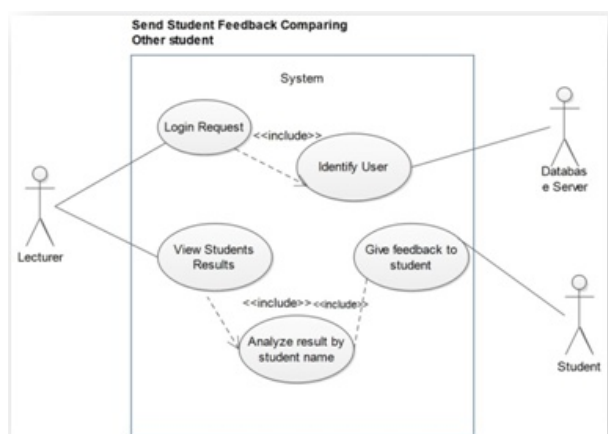 Send Student Feedback Comparing
Other student
System
Login Request
<<include>>
Identify User
Databas
e Server
Lecturer
View Students
Results
Give feedback to
student
<<include>>
<<include>>
Analyze result by
student name
Student